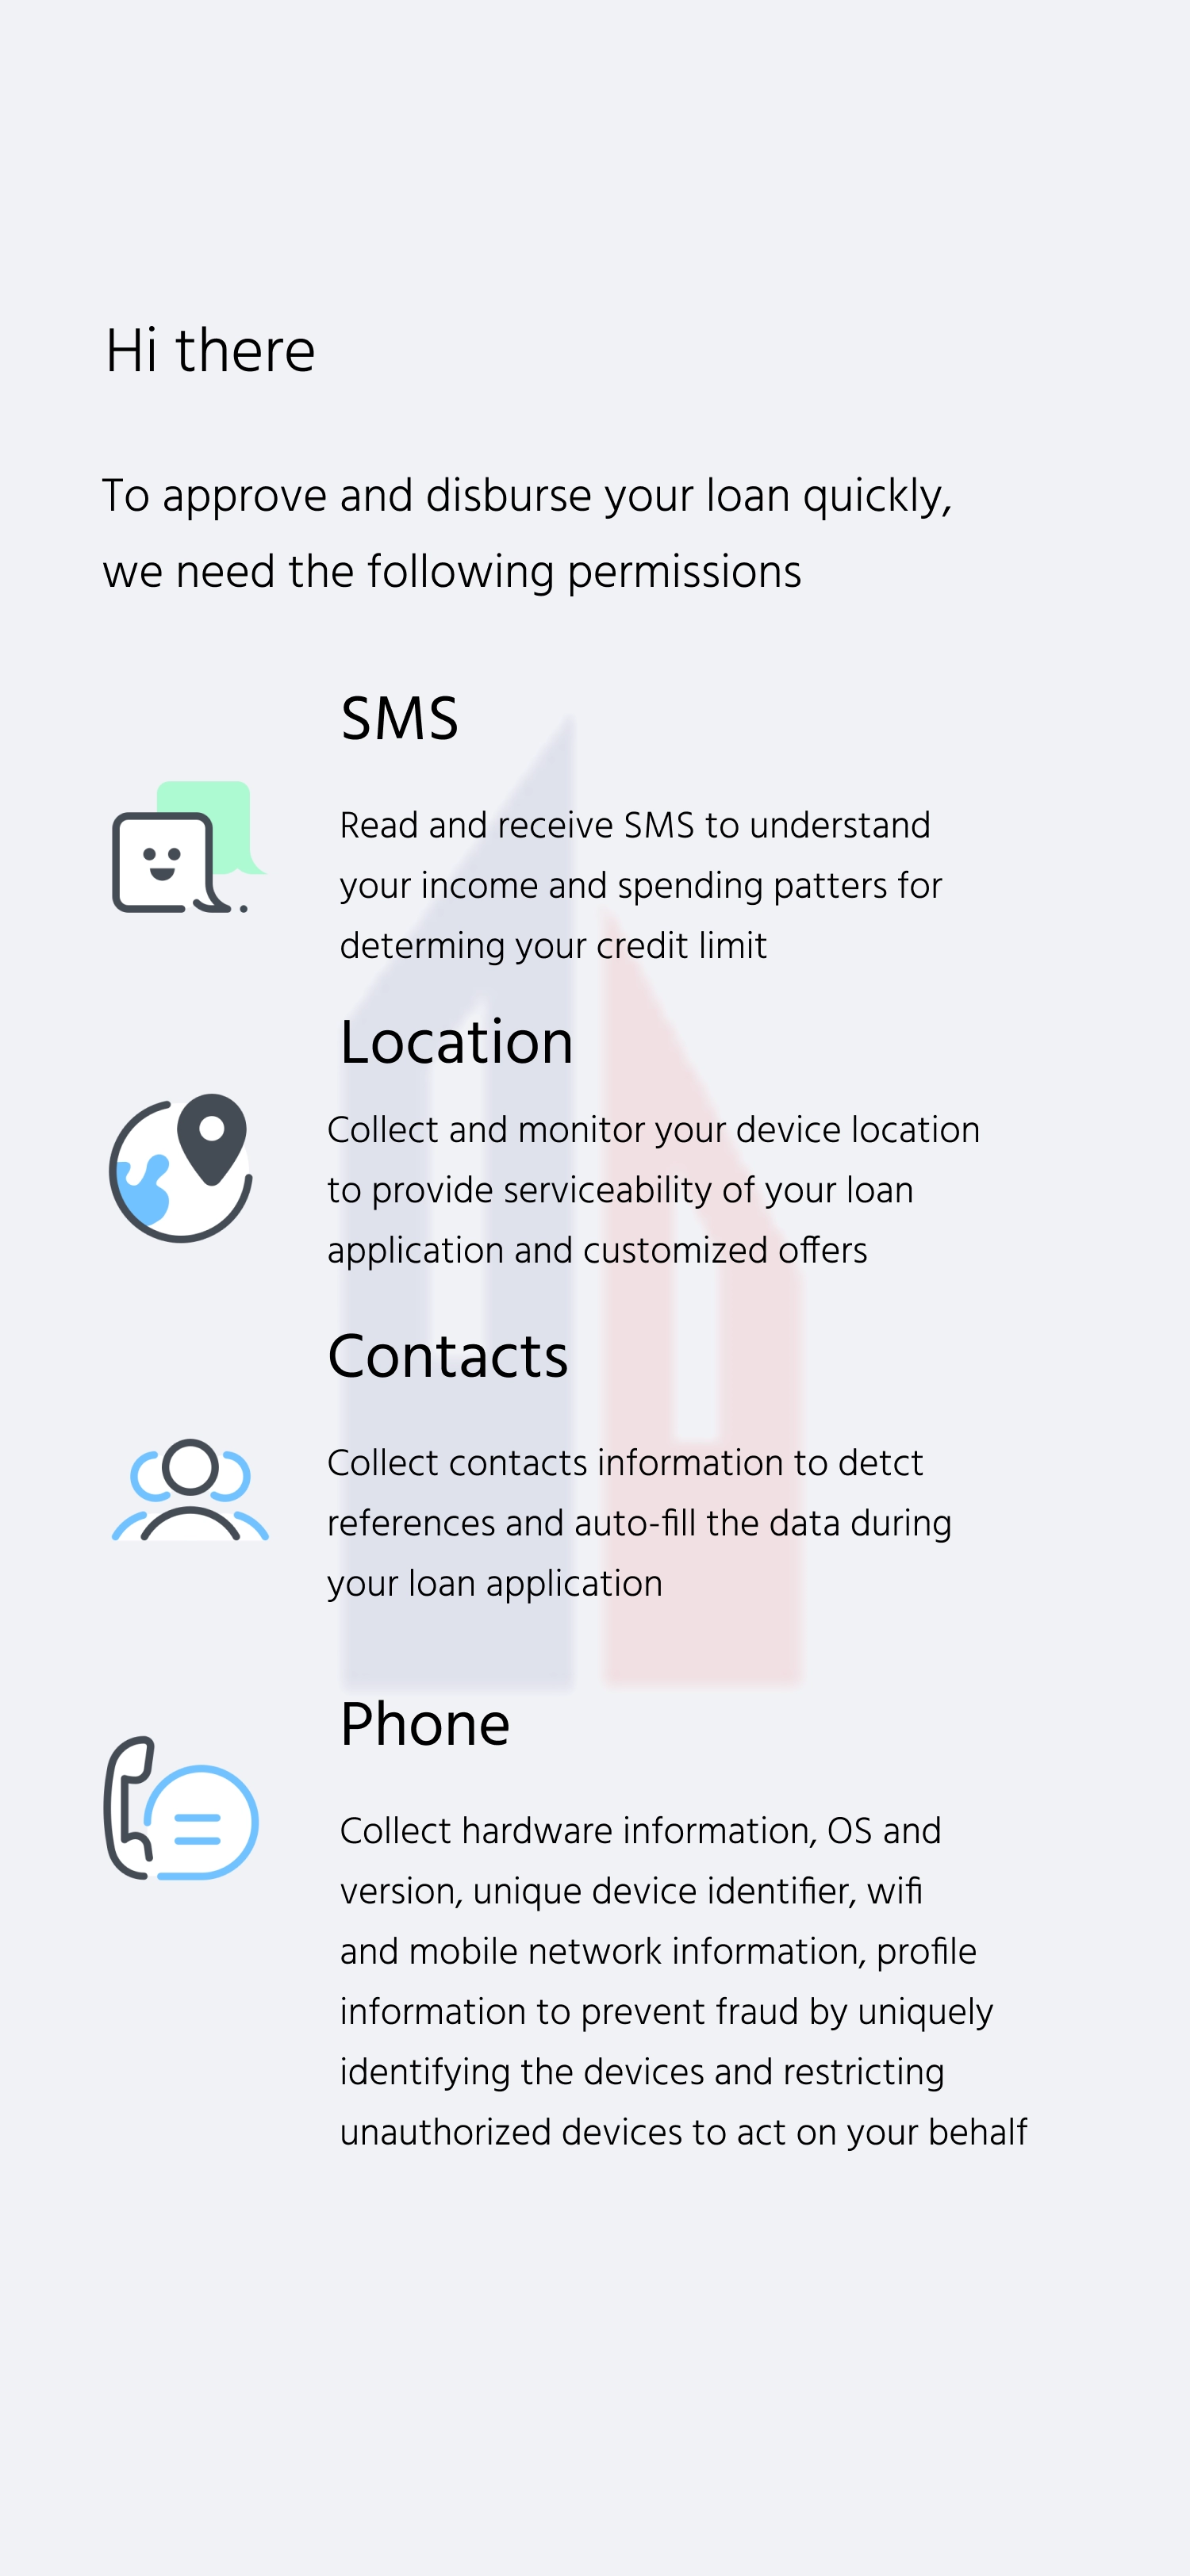 Hi there
To approve and disburse your loan quickly,
we need the following permissions
SMS
Read and receive SMS to understand
your income and spending patters for
determing your credit limit
Location
Collect and monitor your device location
to provide serviceability of your loan
application and customized offers
Contacts
Collect contacts information to detct
references and auto-fill the data during
your loan application
Phone
Collect hardware information, OS and
version, unique device identifier, wifi
and mobile network information, profile
information to prevent fraud by uniquely
identifying the devices and restricting
unauthorized devices to act on your behalf